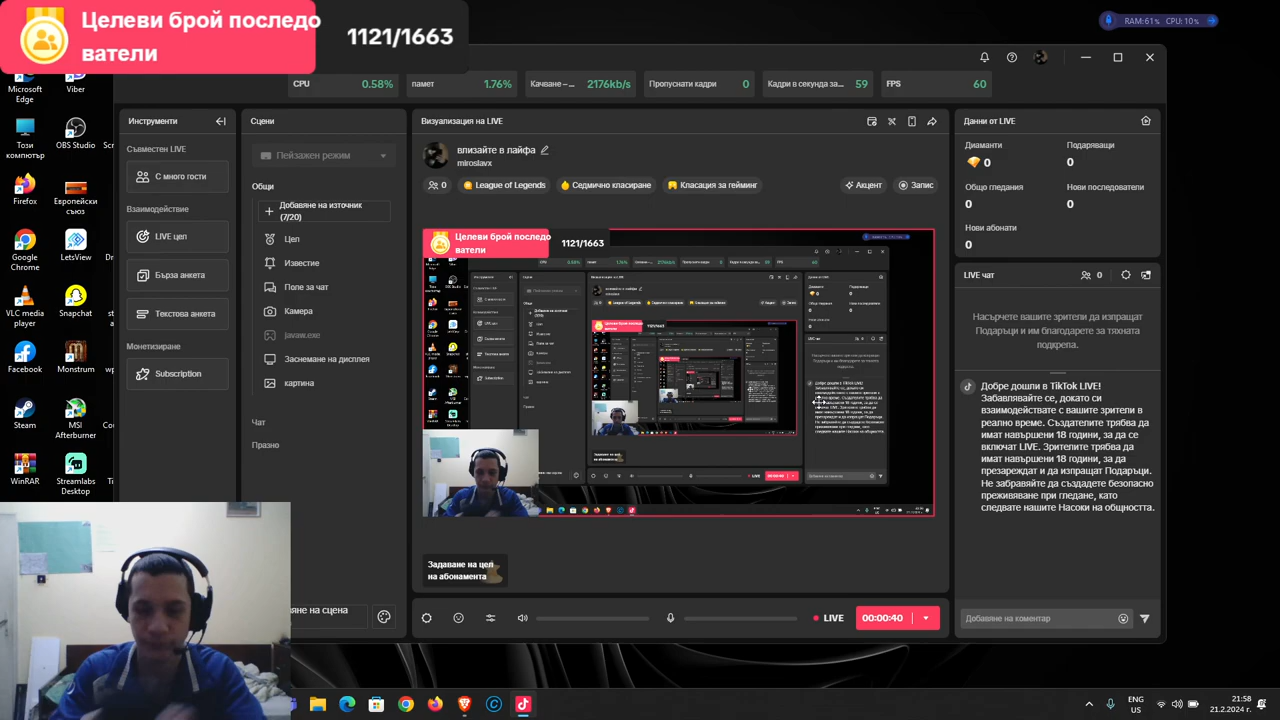 Целеви брой последо
ватели
1121/1663
RAM:61% CPU:10%
CPU 0.58%
памет 1.76%
Качване –... 2176kb/s
Пропуснати кадри 0
Кадри в секунда за... 59
FPS 60
Microsoft
Edge
Viber
Този
компютър
OBS Studio
Firefox
Европейски
съюз
Google
Chrome
LetsView
VLC media
player
Snapchat
Facebook
Monstrum
Steam
MSI
Afterburner
WinRAR
Streamlabs
Desktop
Инструменти
Съвместен LIVE
С много гости
Взаимодействие
LIVE цел
Бърза анкета
Текстова анкета
Монетизиране
Subscription
Сцени
Пейзажен режим
Общи
Добавяне на източник
(7/20)
Цел
Известие
Поле за чат
Камера
javaw.exe
Заснемане на дисплея
картина
Чат
Празно
яне на сцена
Визуализация на LIVE
влизайте в лайфа
miroslavx
0
League of Legends
Седмично класиране
Класация за гейминг
Акцент
Запис
Целеви брой последо
ватели
1121/1663
Задаване на цел
на абонамента
LIVE
00:00:40
Данни от LIVE
Диаманти
0
Подаряващи
0
Общо гледания
0
Нови последователи
0
Нови абонати
0
LIVE чат
0
Насърчете вашите зрители да изпращат
Подаръци и им благодарете за тяхната
подкрепа.
Добре дошли в TikTok LIVE!
Забавлявайте се, докато си
взаимодействате с вашите зрители в
реално време. Създателите трябва да
имат навършени 18 години, за да се
включат LIVE. Зрителите трябва да
имат навършени 18 години, за да
презареждат и да изпращат Подаръци.
Не забравяйте да създадете безопасно
преживяване при гледане, като
следвате нашите Насоки на общността.
Добавяне на коментар
ENG
US
21:58
21.2.2024 г.